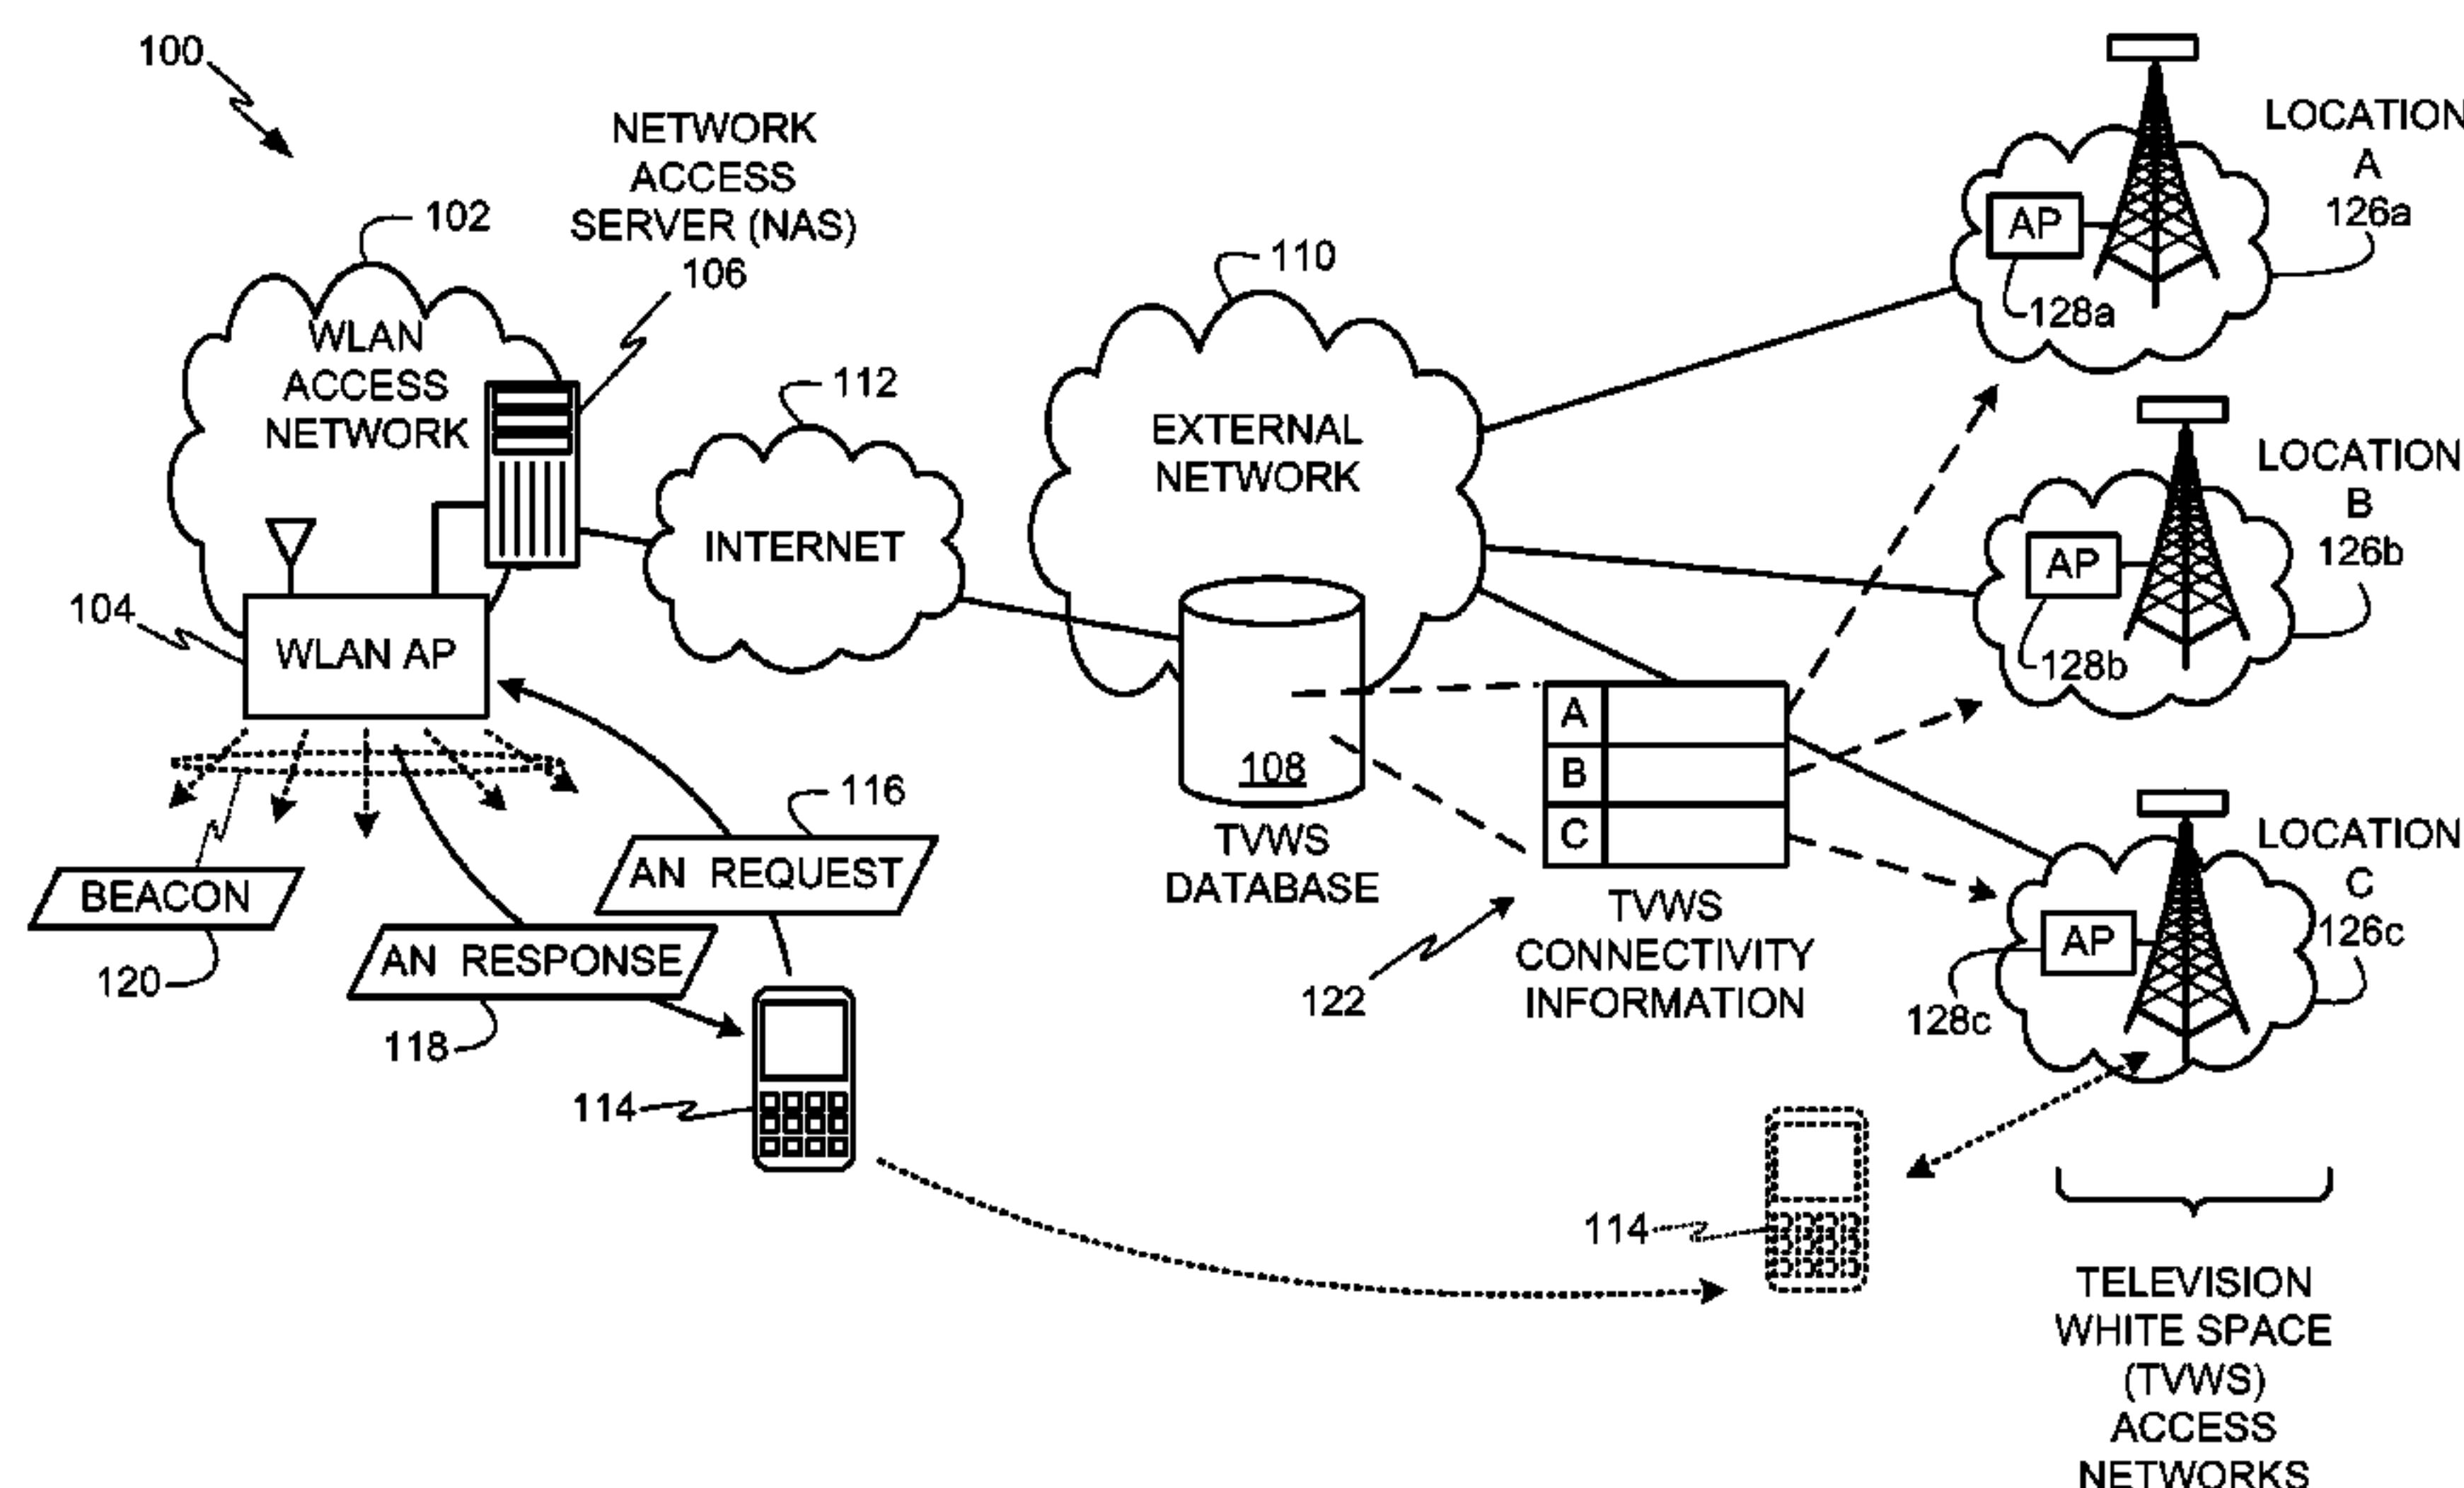 100
NETWORK
ACCESS
SERVER (NAS)
106
102
WLAN
ACCESS
NETWORK
104
WLAN AP
112
INTERNET
110
EXTERNAL
NETWORK
108
TVWS
DATABASE
BEACON
120
AN REQUEST
116
AN RESPONSE
118
114
A
B
C
TVWS
CONNECTIVITY
INFORMATION
122
LOCATION
A
126a
AP
128a
LOCATION
B
126b
AP
128b
LOCATION
C
126c
AP
128c
114
TELEVISION
WHITE SPACE
(TVWS)
ACCESS
NETWORKS